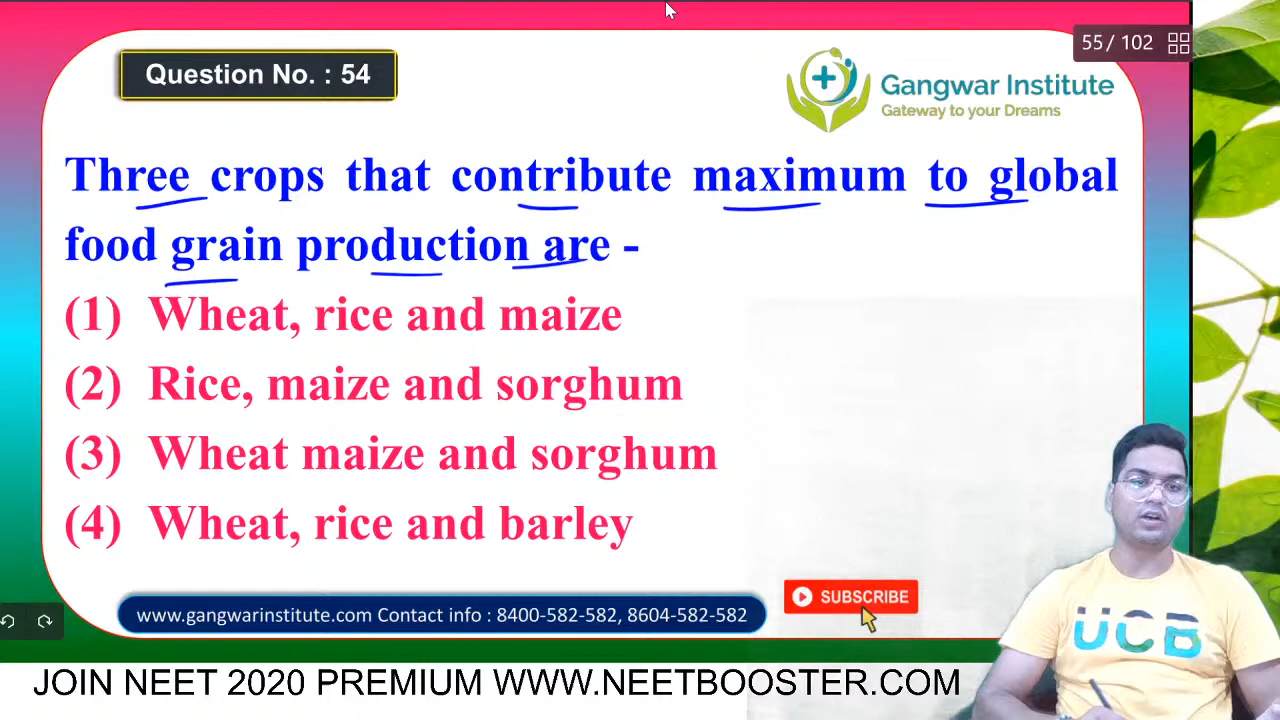 55 / 102
Question No. : 54
Gangwar Institute
Gateway to your Dreams
Three crops that contribute maximum to global
food grain production are -
(1) Wheat, rice and maize
(2) Rice, maize and sorghum
(3) Wheat maize and sorghum
(4) Wheat, rice and barley
SUBSCRIBE
www.gangwarinstitute.com Contact info : 8400-582-582, 8604-582-582
UCB
JOIN NEET 2020 PREMIUM WWW.NEETBOOSTER.COM